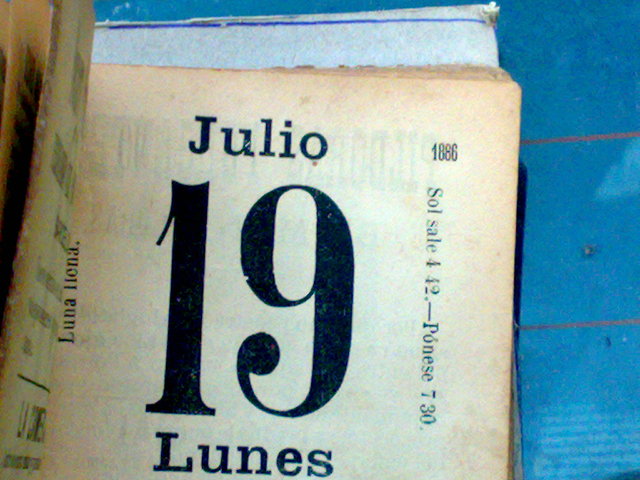 Julio
1886
19
Lunes
Luna llena.
Sol sale 4 42.—Pónese 7 30